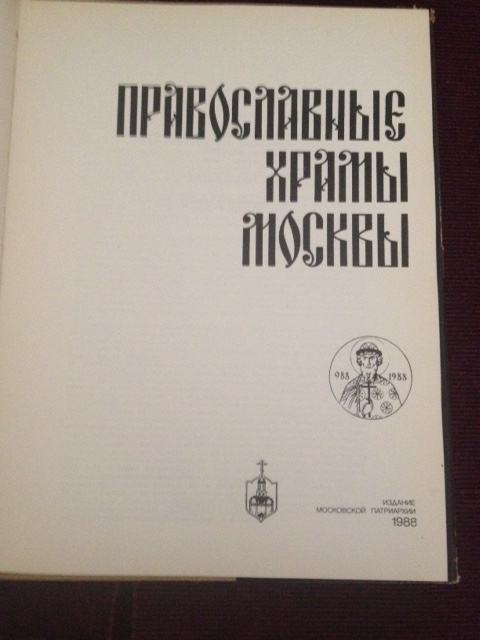 ПРАВОСЛАВНЫЕ
ХРАМЫ
МОСКВЫ
988 1988
ИЗДАНИЕ
МОСКОВСКОЙ ПАТРИАРХИИ
1988